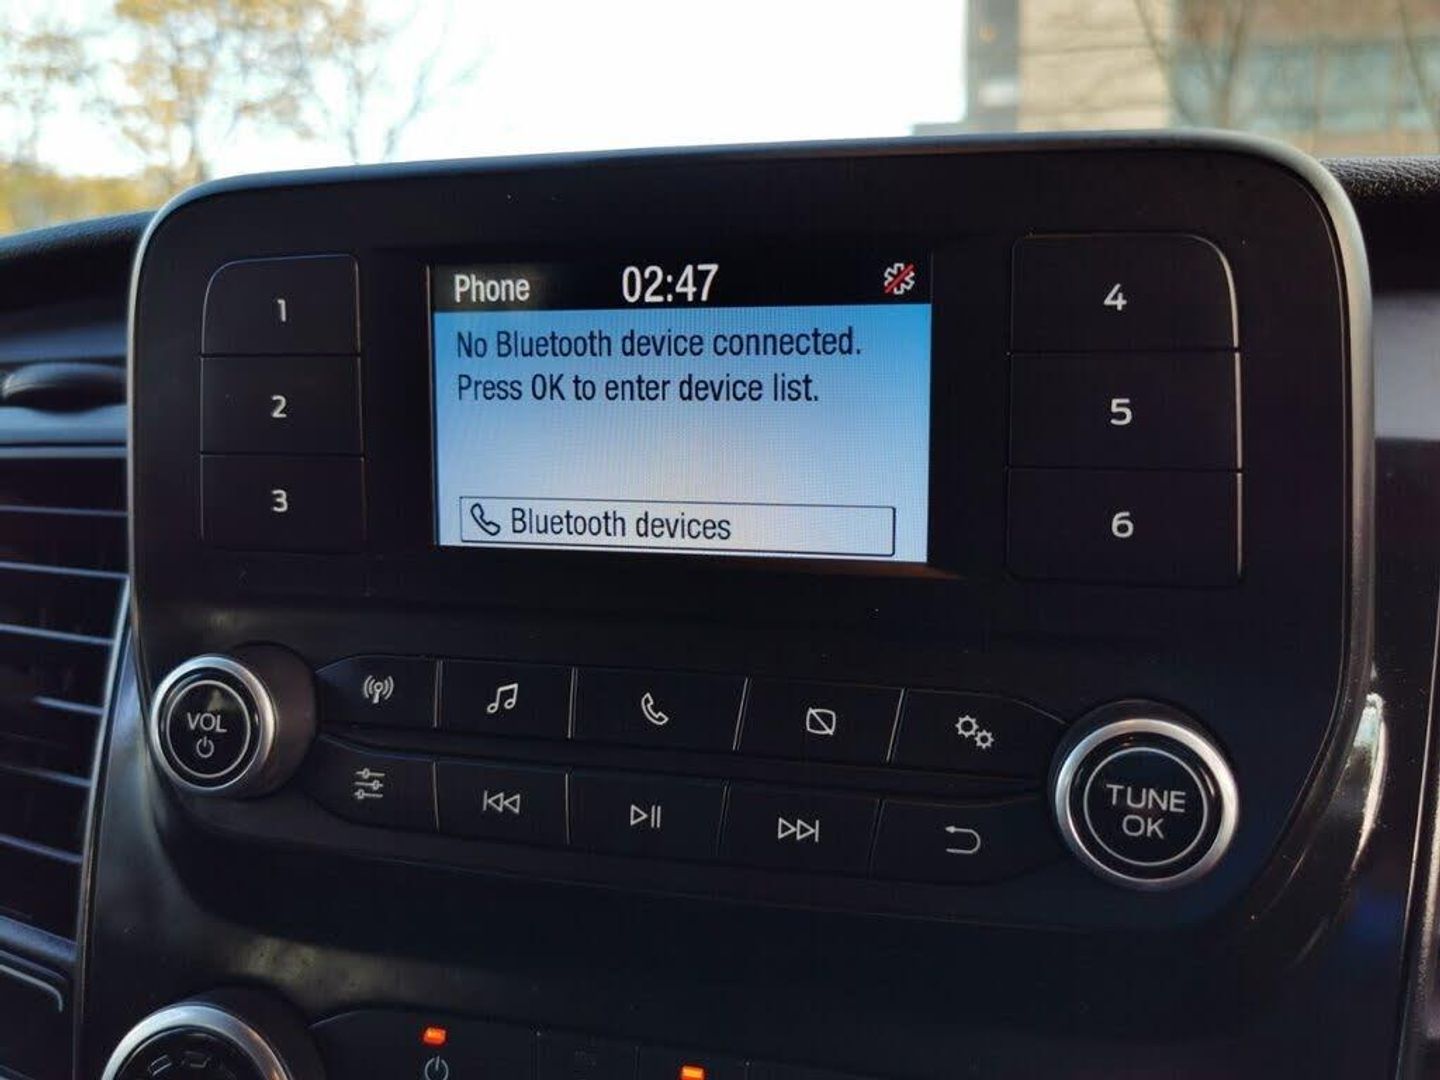 Phone 02:47
No Bluetooth device connected.
Press OK to enter device list.
Bluetooth devices
1
2
3
4
5
6
VOL
TUNE
OK